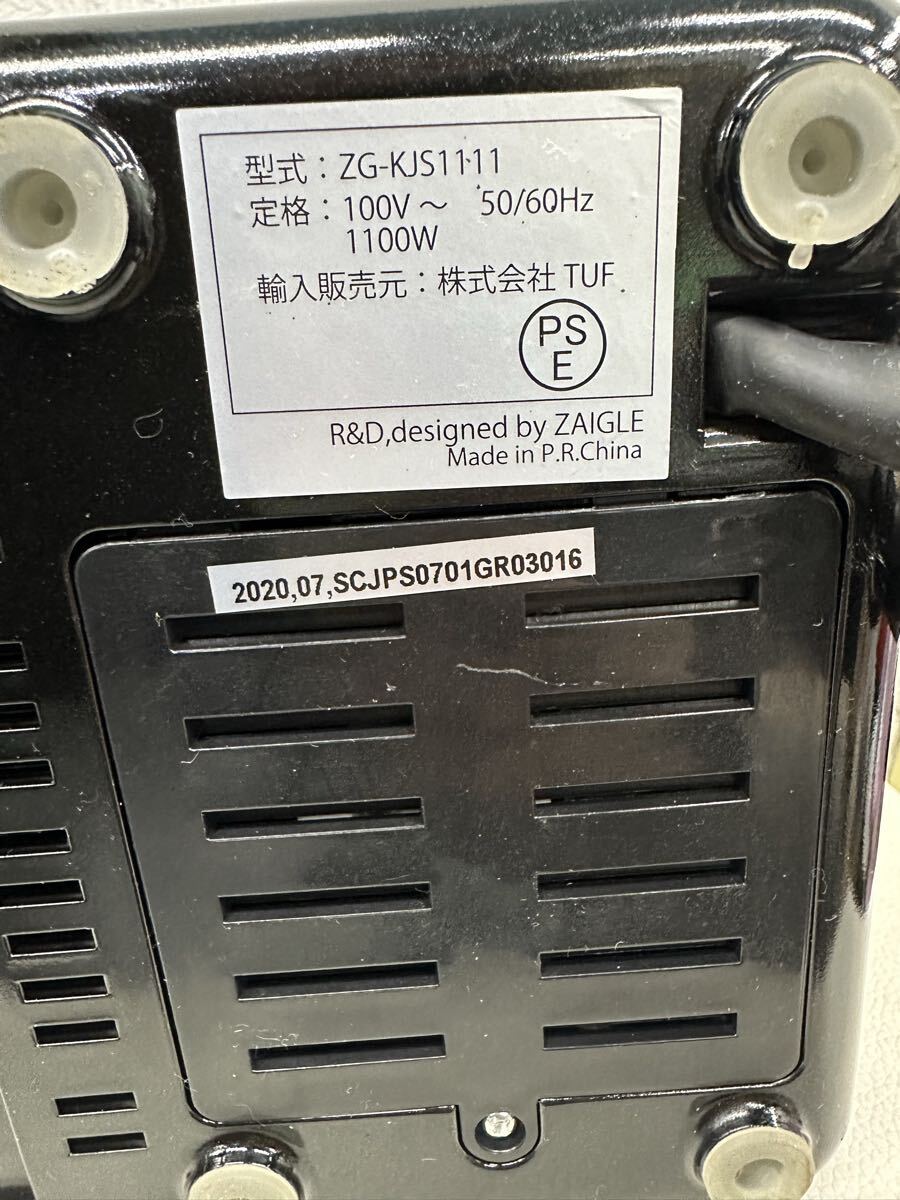 型式：ZG-KJS1111
定格：100V～ 50/60Hz
1100W
輸入販売元：株式会社 TUF
PS
E
R&D,designed by ZAIGLE
Made in P.R.China
2020,07,SCJPS0701GR03016